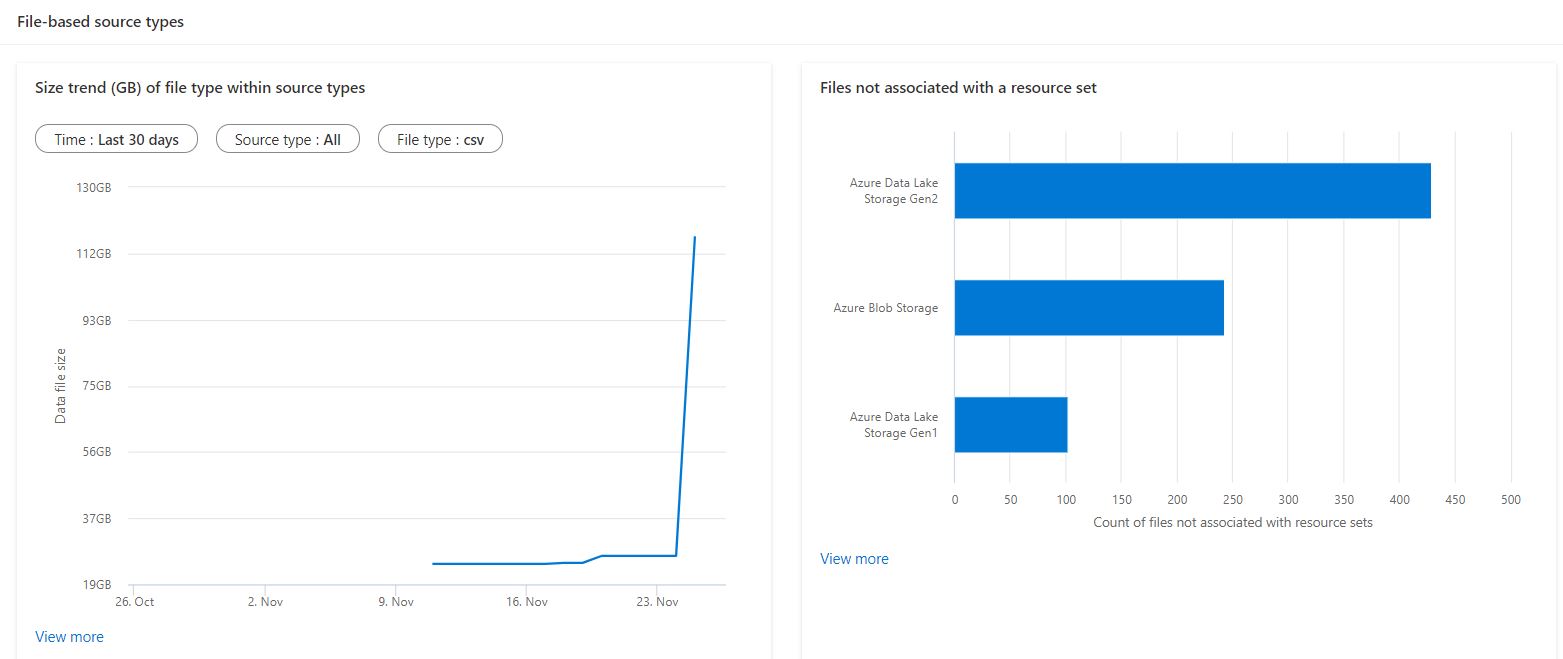 File-based source types
Size trend (GB) of file type within source types
Time : Last 30 days
Source type : All
File type : csv
130GB
112GB
93GB
75GB
56GB
37GB
19GB
Data file size
26. Oct
2. Nov
9. Nov
16. Nov
23. Nov
View more
Files not associated with a resource set
Azure Data Lake
Storage Gen2
Azure Blob Storage
Azure Data Lake
Storage Gen1
0
50
100
150
200
250
300
350
400
450
500
Count of files not associated with resource sets
View more